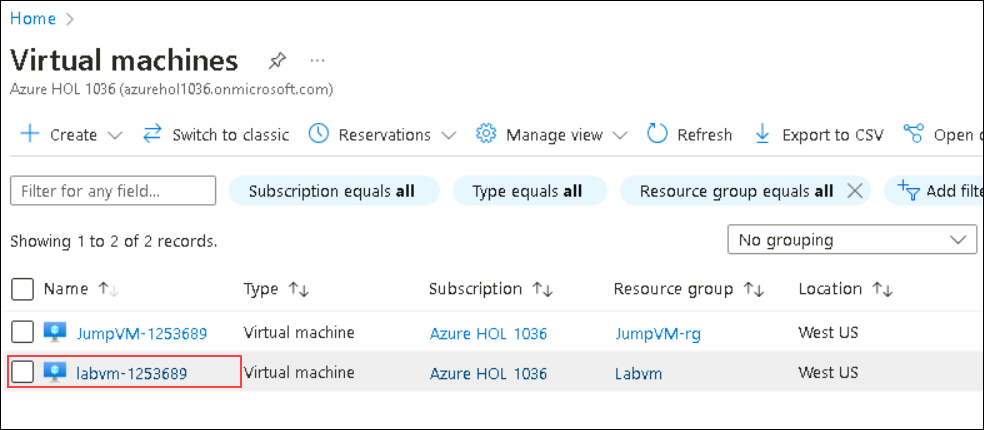 Home >
Virtual machines ...
Azure HOL 1036 (azurehol1036.onmicrosoft.com)
+ Create Switch to classic Reservations Manage view Refresh Export to CSV Open
Filter for any field... Subscription equals all Type equals all Resource group equals all Add filte
Showing 1 to 2 of 2 records. No grouping
Name ↑↓ Type ↑↓ Subscription ↑↓ Resource group ↑↓ Location ↑↓
JumpVM-1253689 Virtual machine Azure HOL 1036 JumpVM-rg West US
labvm-1253689 Virtual machine Azure HOL 1036 Labvm West US